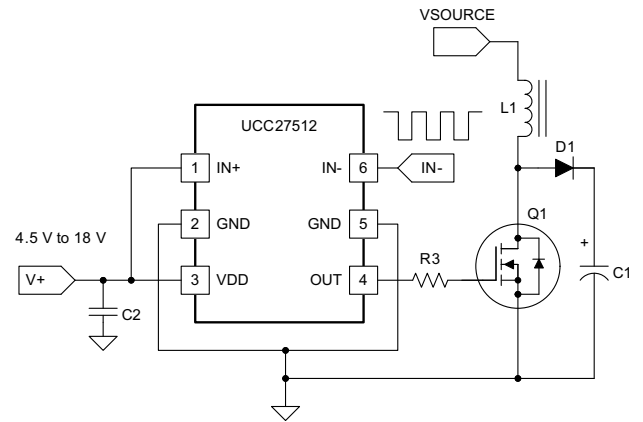 VSOURCE
L1
UCC27512
D1
1
IN+
IN-
6
IN-
Q1
2
GND
GND
5
4.5 V to 18 V
R3
+
V+
3
VDD
OUT
4
C1
C2